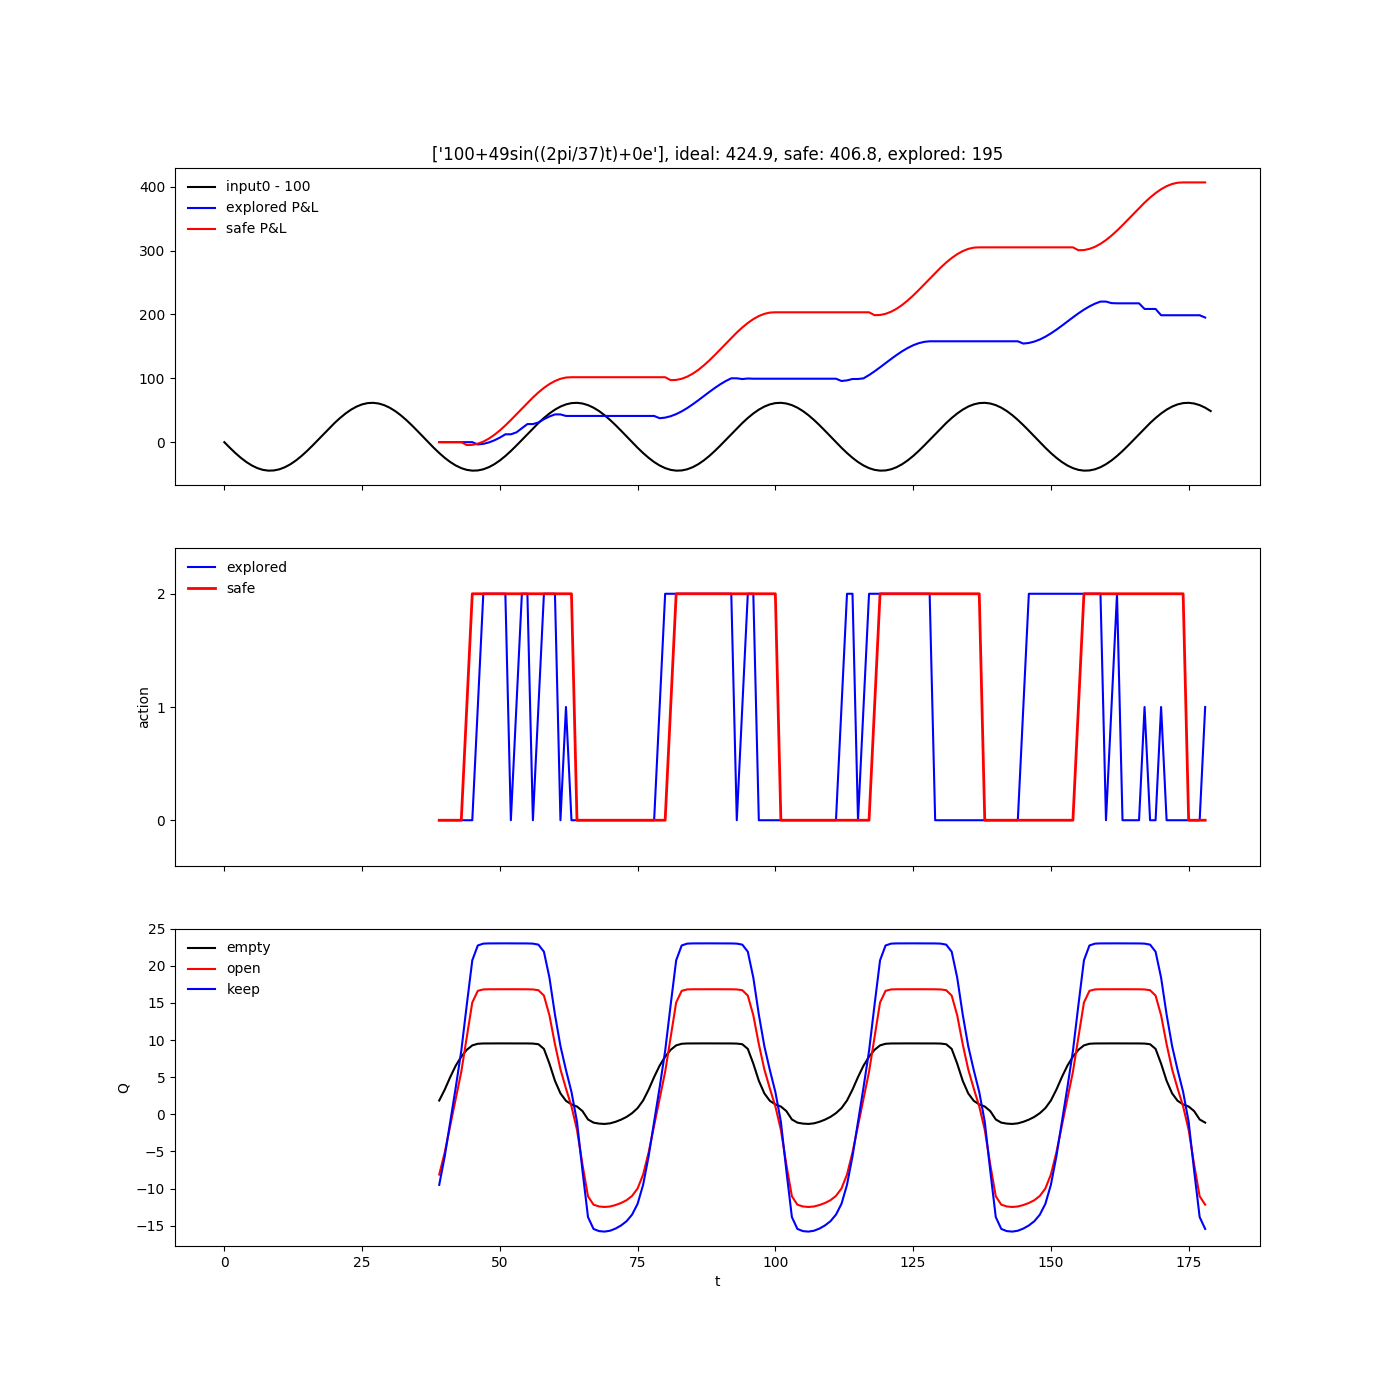 ['100+49sin((2pi/37)t)+0e'], ideal: 424.9, safe: 406.8, explored: 195
400
300
200
100
0
input0 - 100
explored P&L
safe P&L
action
2
1
0
explored
safe
Q
25
20
15
10
5
0
−5
−10
−15
empty
open
keep
0 25 50 75 100 125 150 175
t